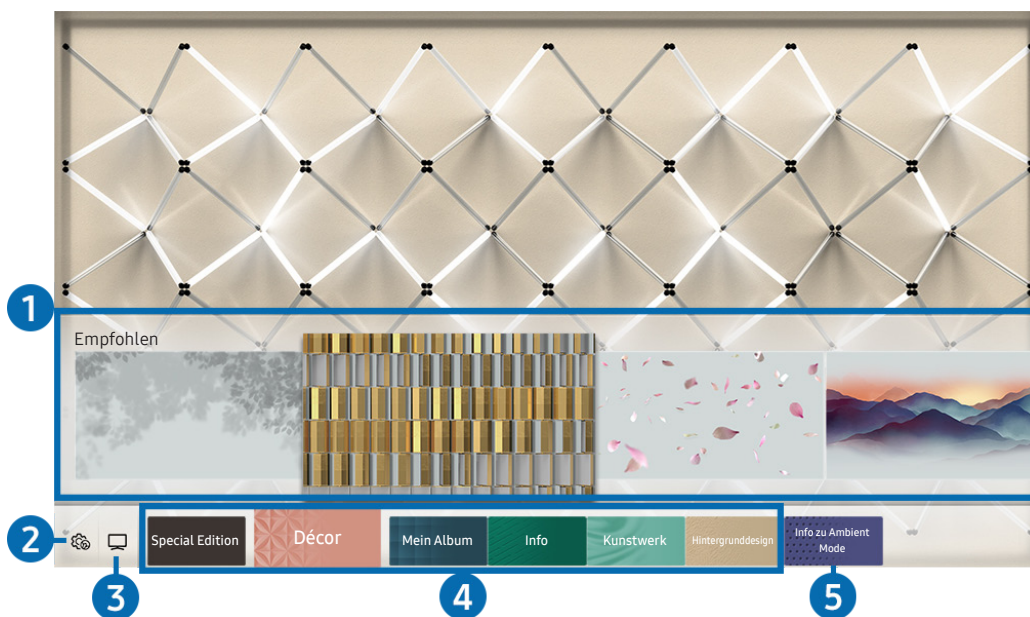 1
Empfohlen
2
Special Edition
Décor
Mein Album
Info
Kunstwerk
Hintergrunddesign
Info zu Ambient
Mode
3
4
5